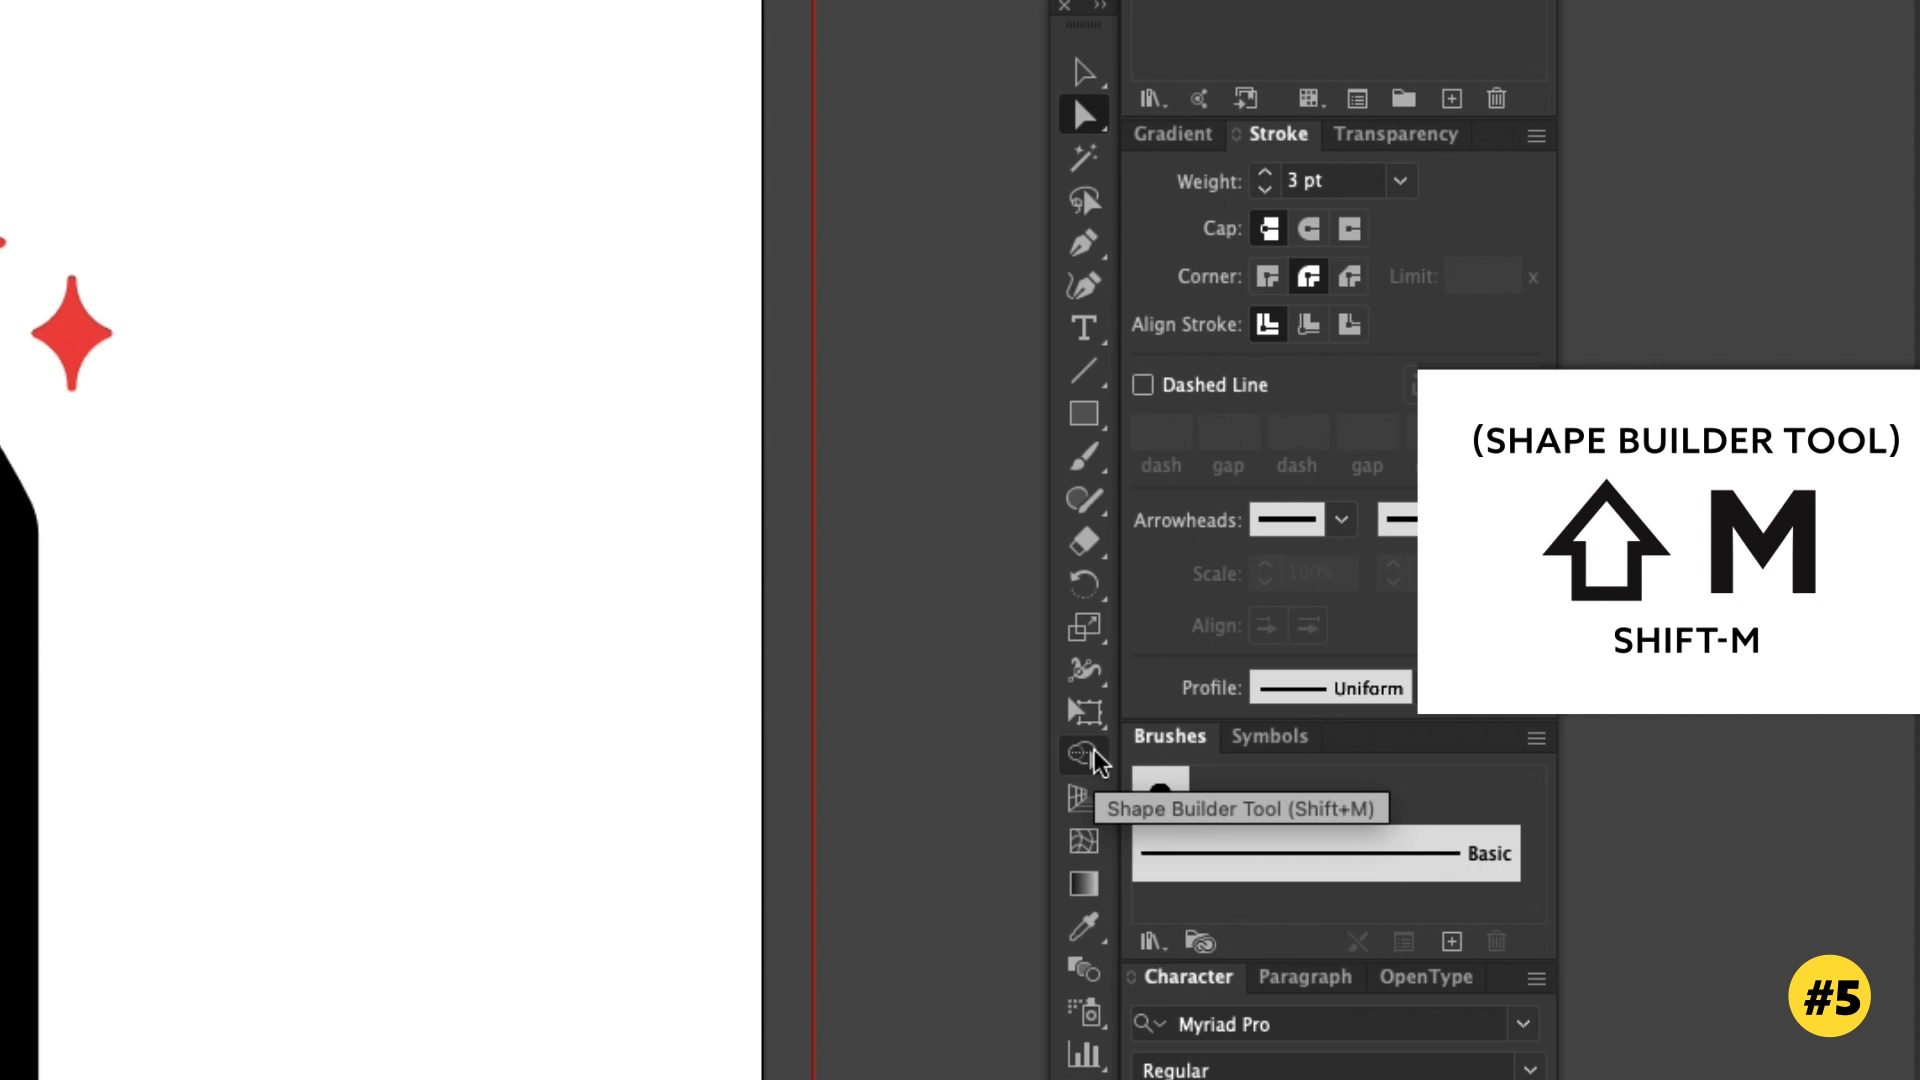 Gradient Stroke Transparency
Weight: 3 pt
Cap:
Corner: Limit: x
Align Stroke:
Dashed Line
dash gap dash gap
Arrowheads:
Scale: 100%
Align:
Profile: Uniform
(SHAPE BUILDER TOOL)
M
SHIFT-M
Brushes Symbols
Shape Builder Tool (Shift+M)
Basic
Character Paragraph OpenType
Myriad Pro
Regular
#5